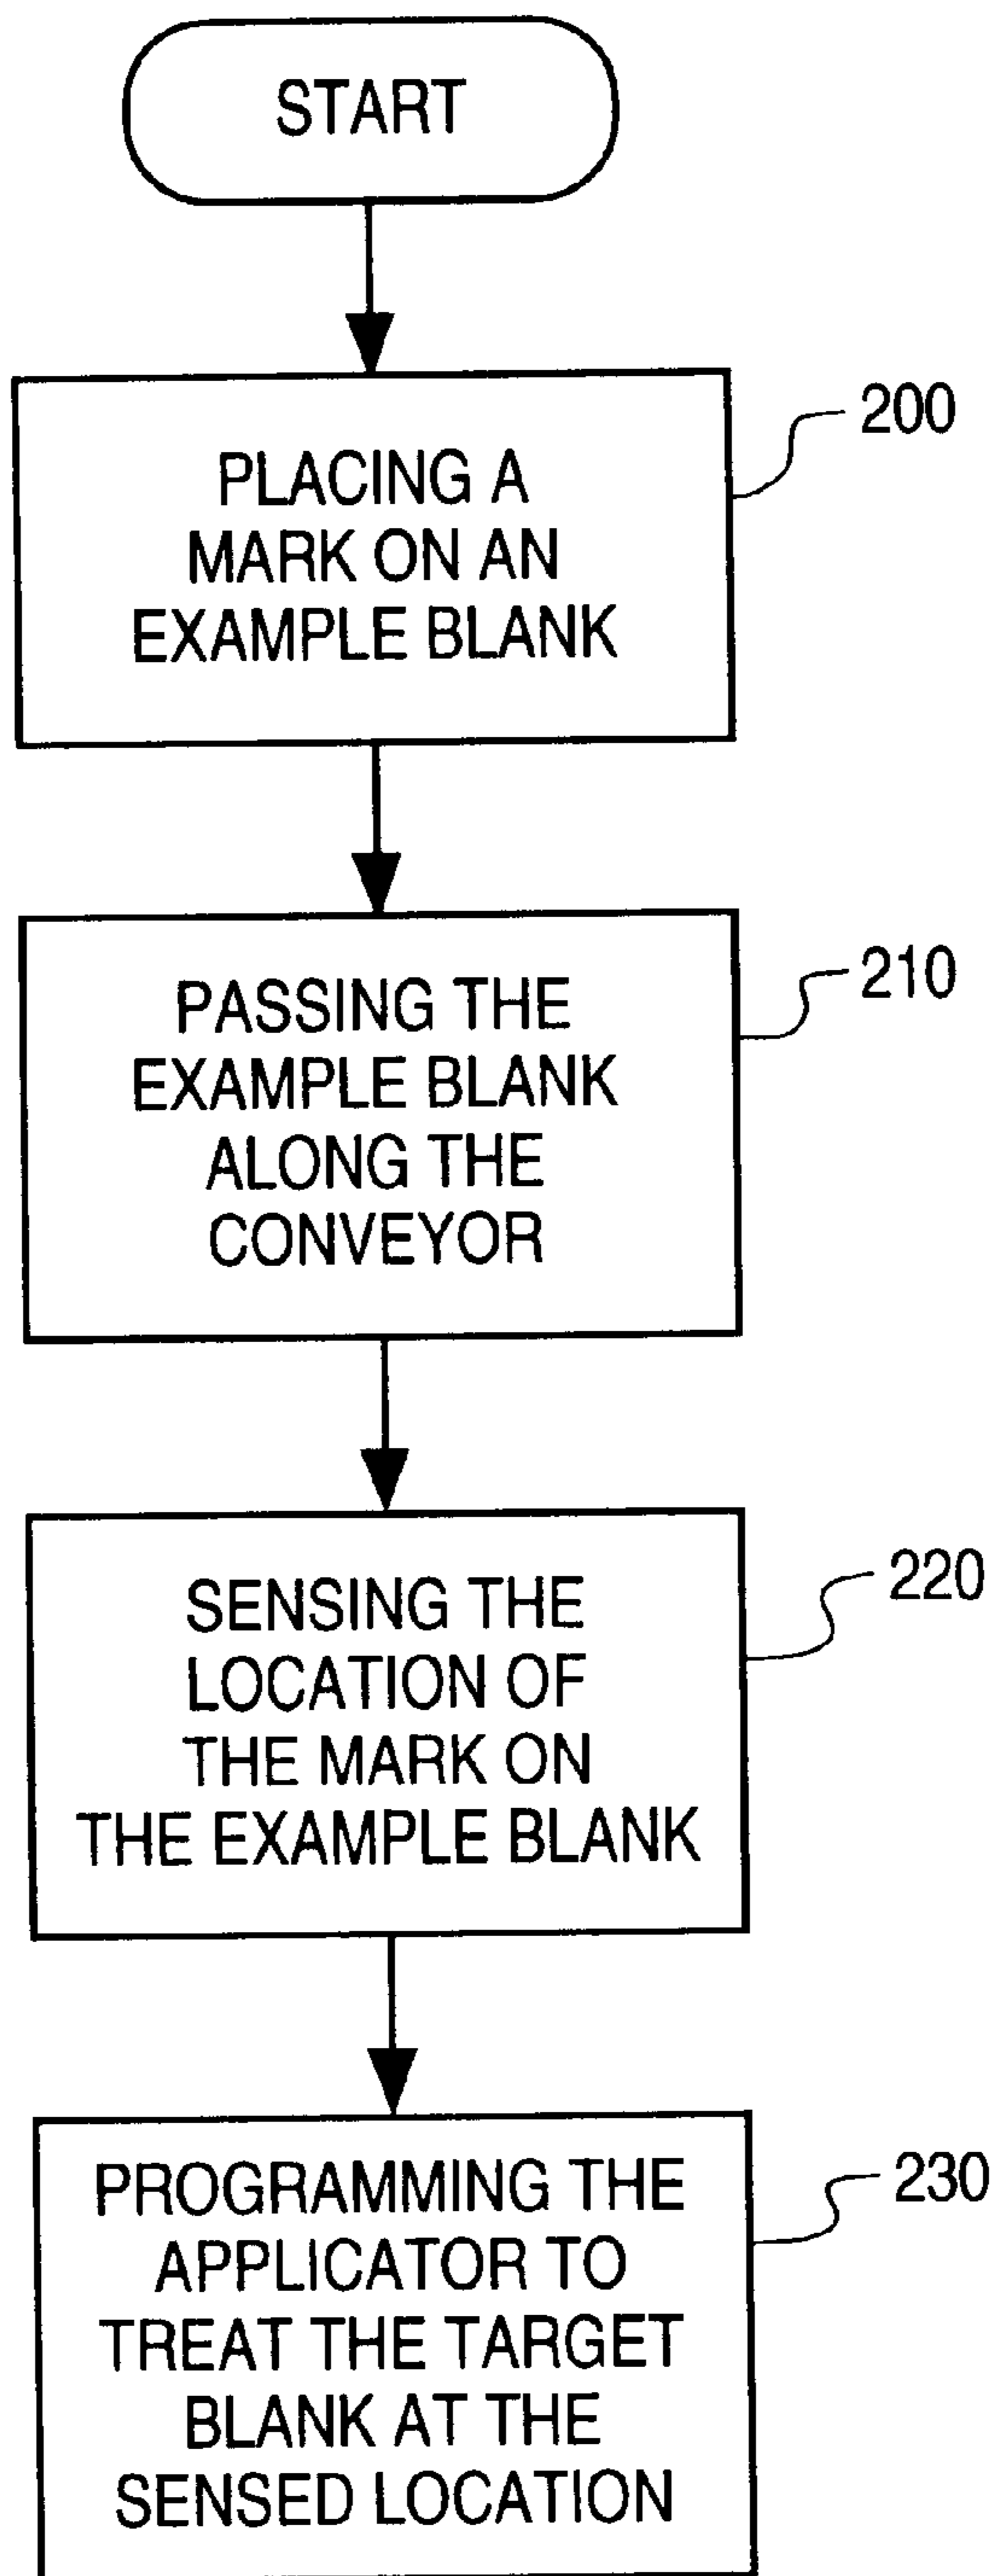 START
200
PLACING A
MARK ON AN
EXAMPLE BLANK
210
PASSING THE
EXAMPLE BLANK
ALONG THE
CONVEYOR
220
SENSING THE
LOCATION OF
THE MARK ON
THE EXAMPLE BLANK
230
PROGRAMMING THE
APPLICATOR TO
TREAT THE TARGET
BLANK AT THE
SENSED LOCATION